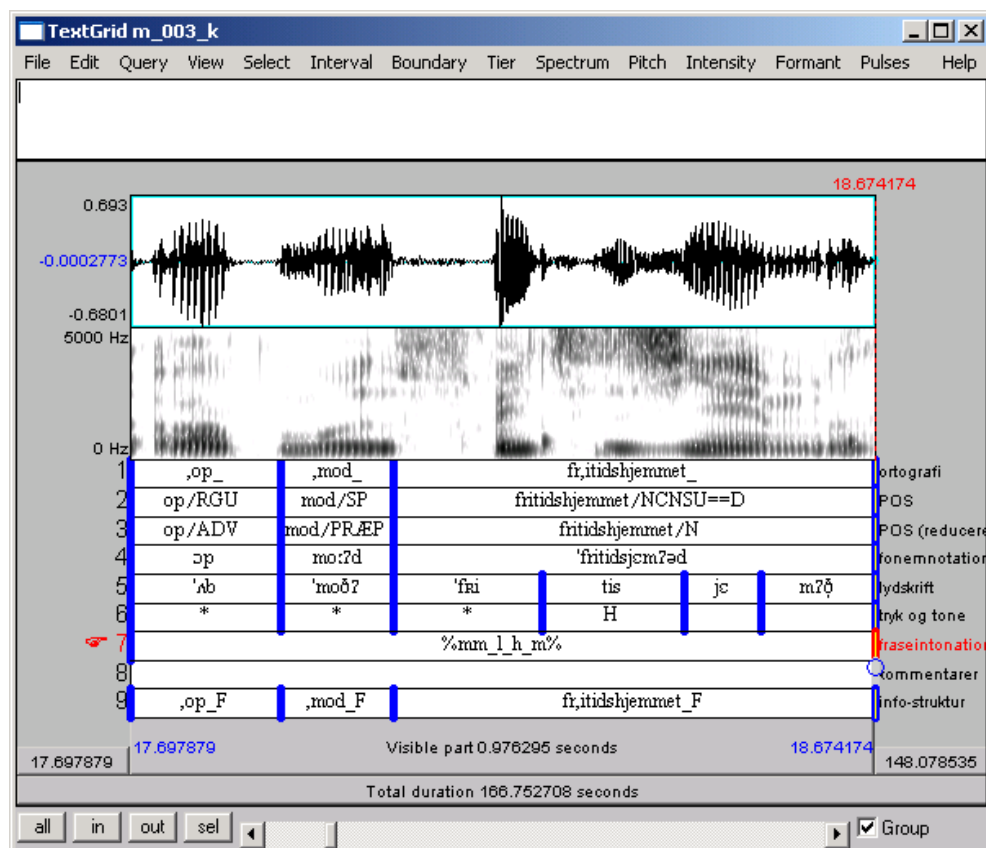 TextGrid m_003_k
File Edit Query View Select Interval Boundary Tier Spectrum Pitch Intensity Formant Pulses Help
18.674174
0.693
-0.0002773
-0.6801
5000 Hz
0 Hz
1 ,op_ ,mod_ fr,itidshjemmet_ ortografi
2 op/RGU mod/SP fritidshjemmet/NCNSU==D POS
3 op/ADV mod/PRÆP fritidshjemmet/N POS (reducere
4 ɔp moːʔd 'fritidsjɛmʔəd fonemnotation
5 'ʌb 'moðʔ 'fʀi tis jɛ mʔð̩ lydskrift
6 * * * H tryk og tone
7 %mm_l_h_m% fraseintonation
8 kommentarer
9 ,op_F ,mod_F fr,itidshjemmet_F info-struktur
17.697879 Visible part 0.976295 seconds 18.674174
17.697879 148.078535
Total duration 166.752708 seconds
all in out sel Group